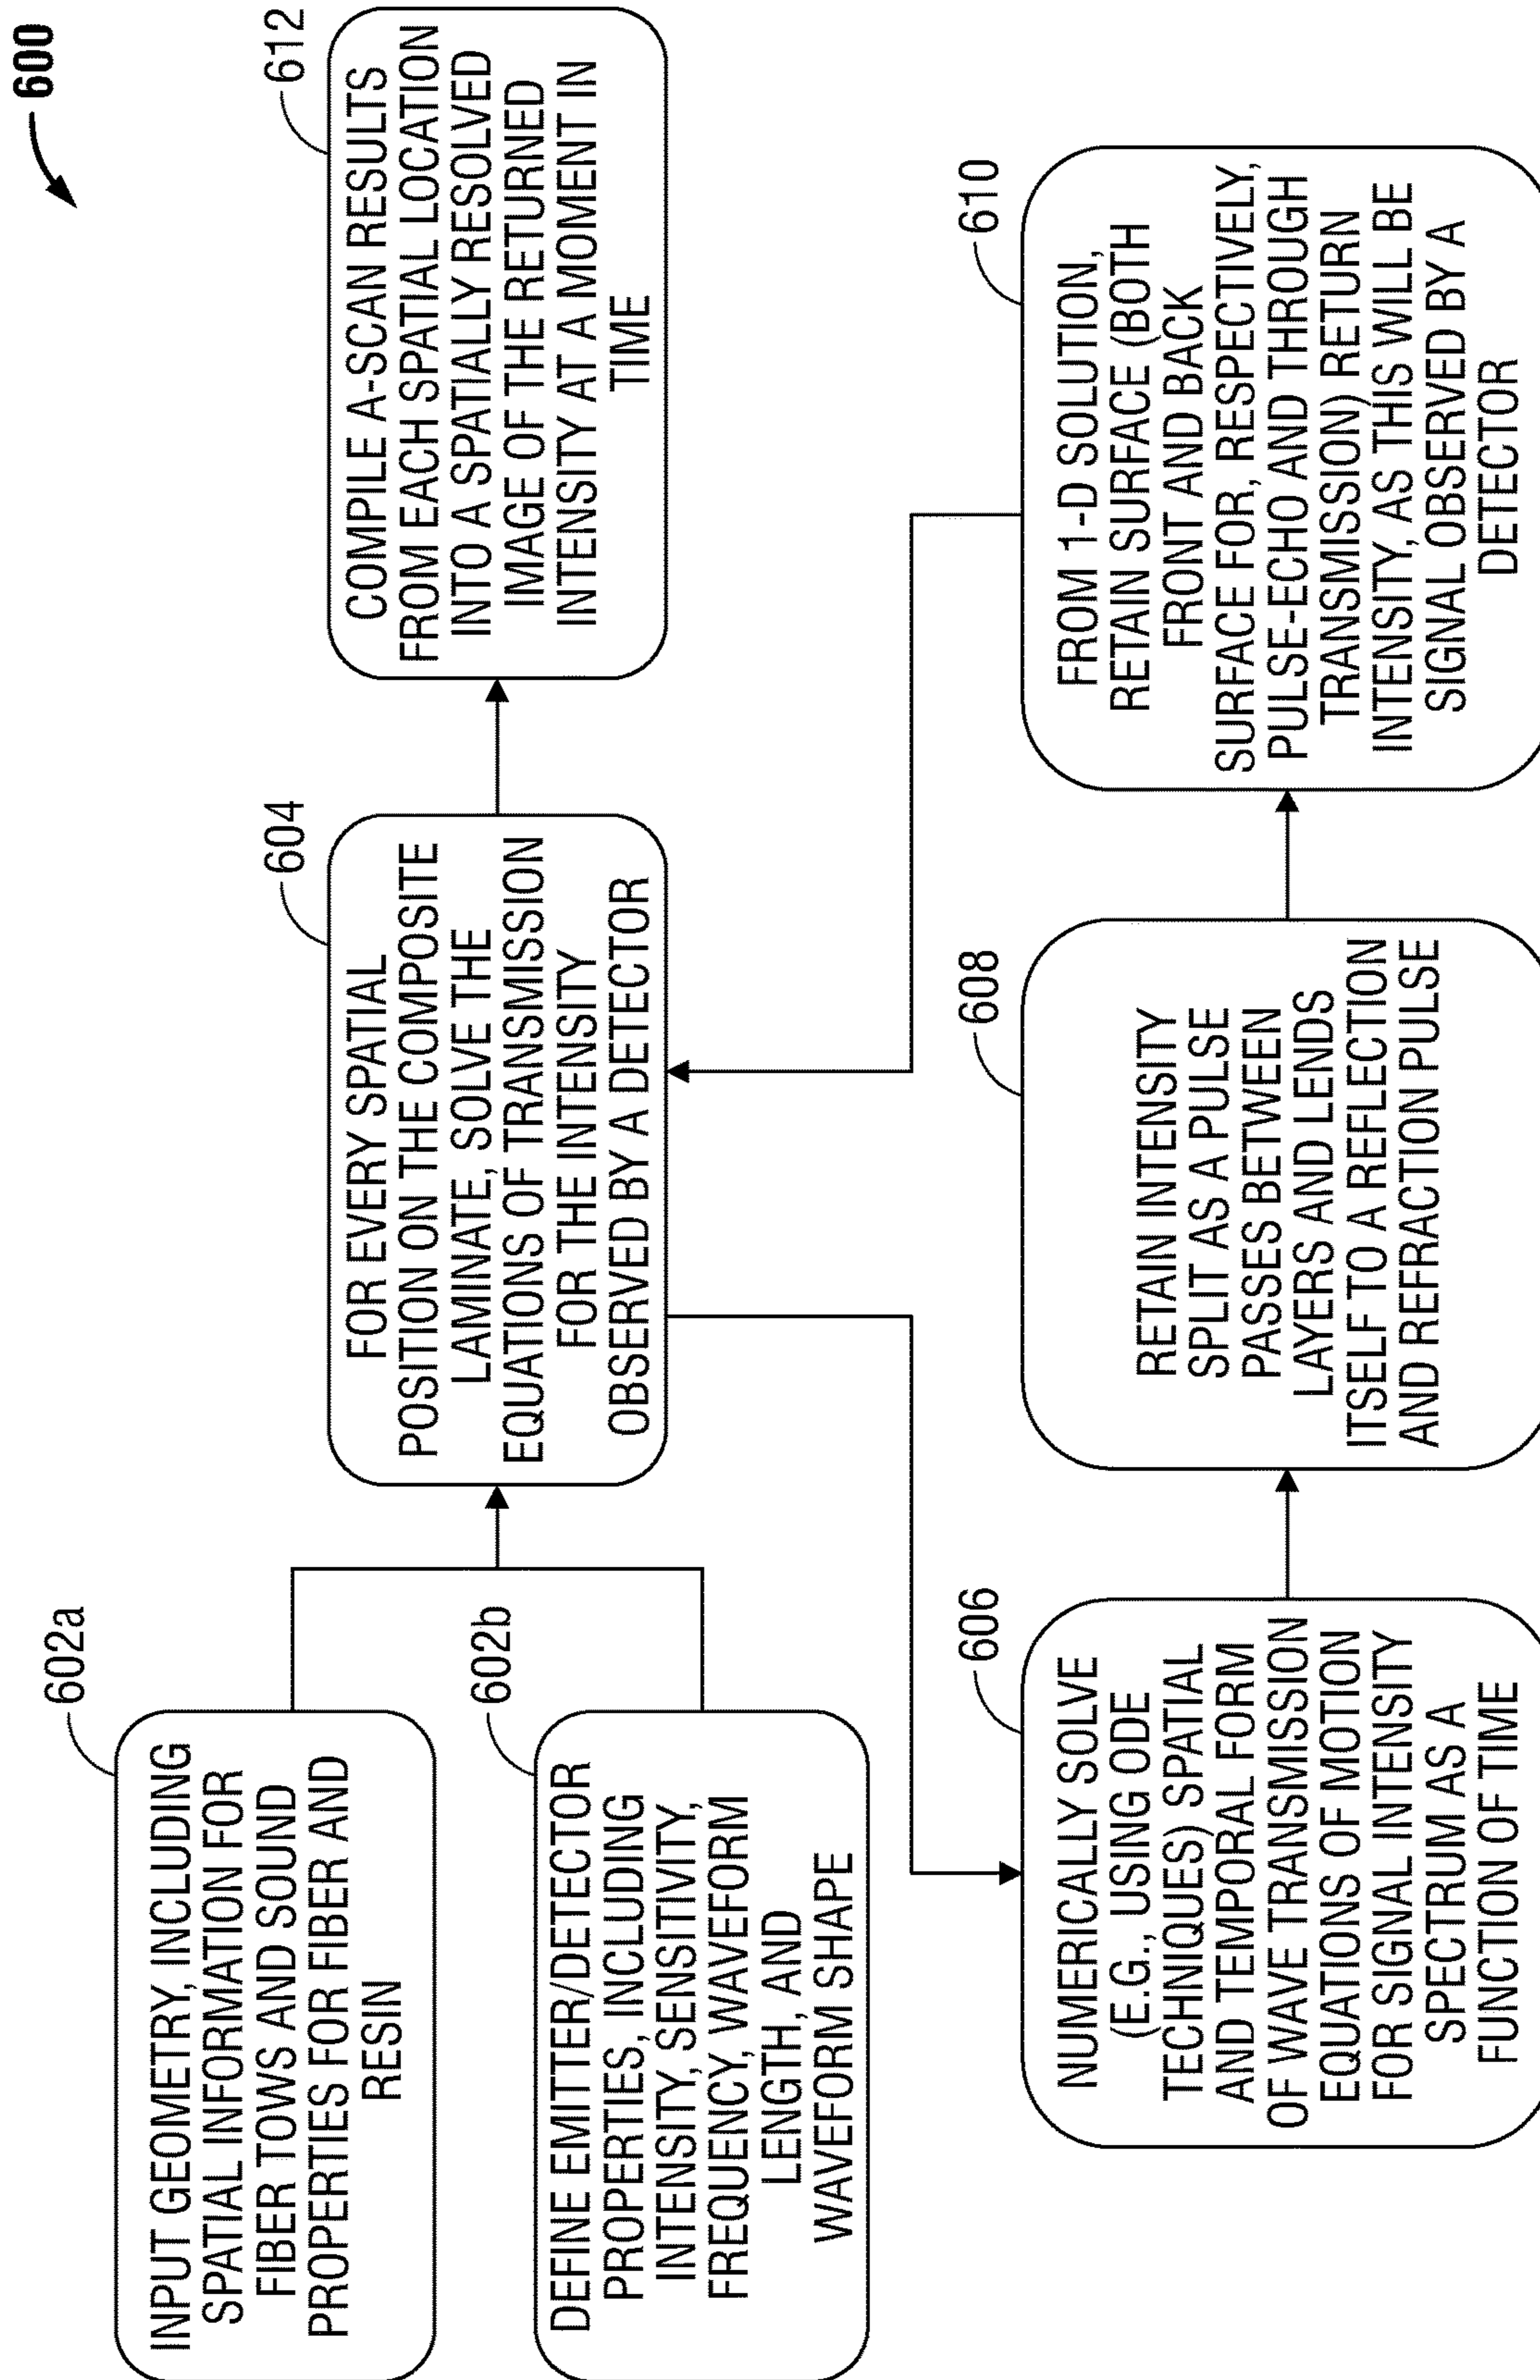 600
602a
INPUT GEOMETRY, INCLUDING
SPATIAL INFORMATION FOR
FIBER TOWS AND SOUND
PROPERTIES FOR FIBER AND
RESIN
602b
DEFINE EMITTER/DETECTOR
PROPERTIES, INCLUDING
INTENSITY, SENSITIVITY,
FREQUENCY, WAVEFORM
LENGTH, AND
WAVEFORM SHAPE
604
FOR EVERY SPATIAL
POSITION ON THE COMPOSITE
LAMINATE, SOLVE THE
EQUATIONS OF TRANSMISSION
FOR THE INTENSITY
OBSERVED BY A DETECTOR
612
COMPILE A-SCAN RESULTS
FROM EACH SPATIAL LOCATION
INTO A SPATIALLY RESOLVED
IMAGE OF THE RETURNED
INTENSITY AT A MOMENT IN
TIME
606
NUMERICALLY SOLVE
(E.G., USING ODE
TECHNIQUES) SPATIAL
AND TEMPORAL FORM
OF WAVE TRANSMISSION
EQUATIONS OF MOTION
FOR SIGNAL INTENSITY
SPECTRUM AS A
FUNCTION OF TIME
608
RETAIN INTENSITY
SPLIT AS A PULSE
PASSES BETWEEN
LAYERS AND LENDS
ITSELF TO A REFLECTION
AND REFRACTION PULSE
610
FROM 1-D SOLUTION,
RETAIN SURFACE (BOTH
FRONT AND BACK
SURFACE FOR, RESPECTIVELY,
PULSE-ECHO AND THROUGH
TRANSMISSION) RETURN
INTENSITY, AS THIS WILL BE
SIGNAL OBSERVED BY A
DETECTOR